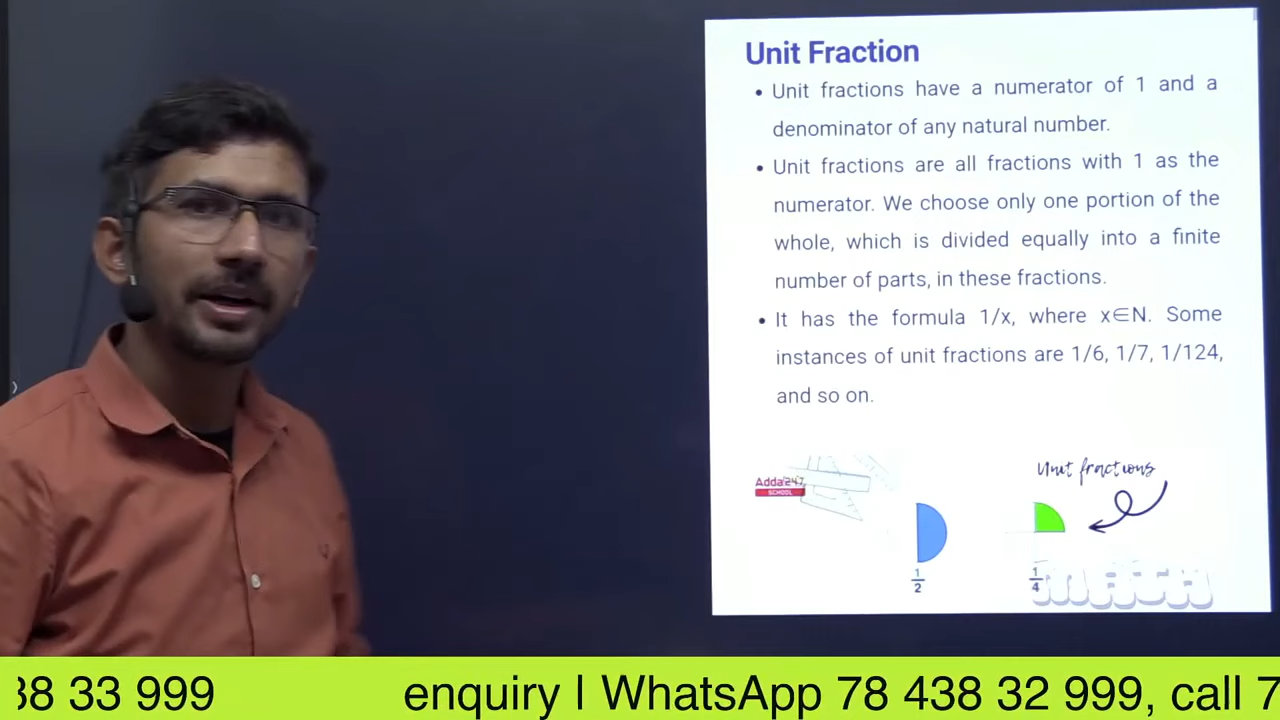 Unit Fraction
• Unit fractions have a numerator of 1 and a
denominator of any natural number.
• Unit fractions are all fractions with 1 as the
numerator. We choose only one portion of the
whole, which is divided equally into a finite
number of parts, in these fractions.
• It has the formula 1/x, where x∈N. Some
instances of unit fractions are 1/6, 1/7, 1/124,
and so on.
Unit fractions
Adda247
SCHOOL
1/2
1/4
MATH
38 33 999 enquiry I WhatsApp 78 438 32 999, call 7